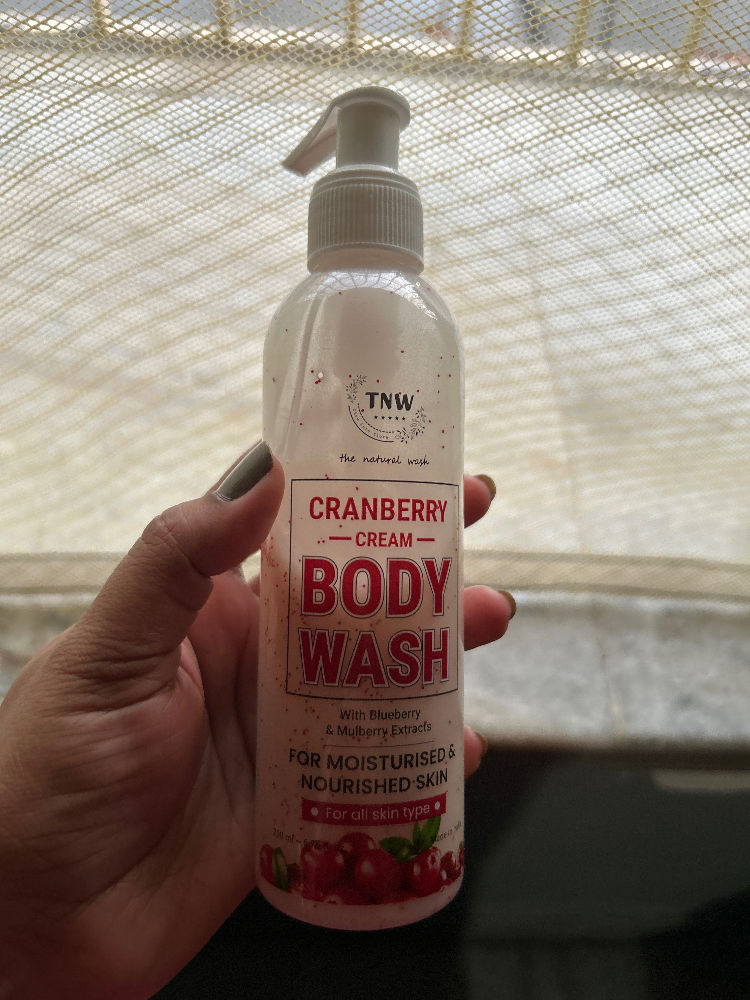 TNW
the natural wash
CRANBERRY
CREAM
BODY
WASH
With Blueberry
& Mulberry Extracts
FOR MOISTURISED &
NOURISHED SKIN
For all skin type